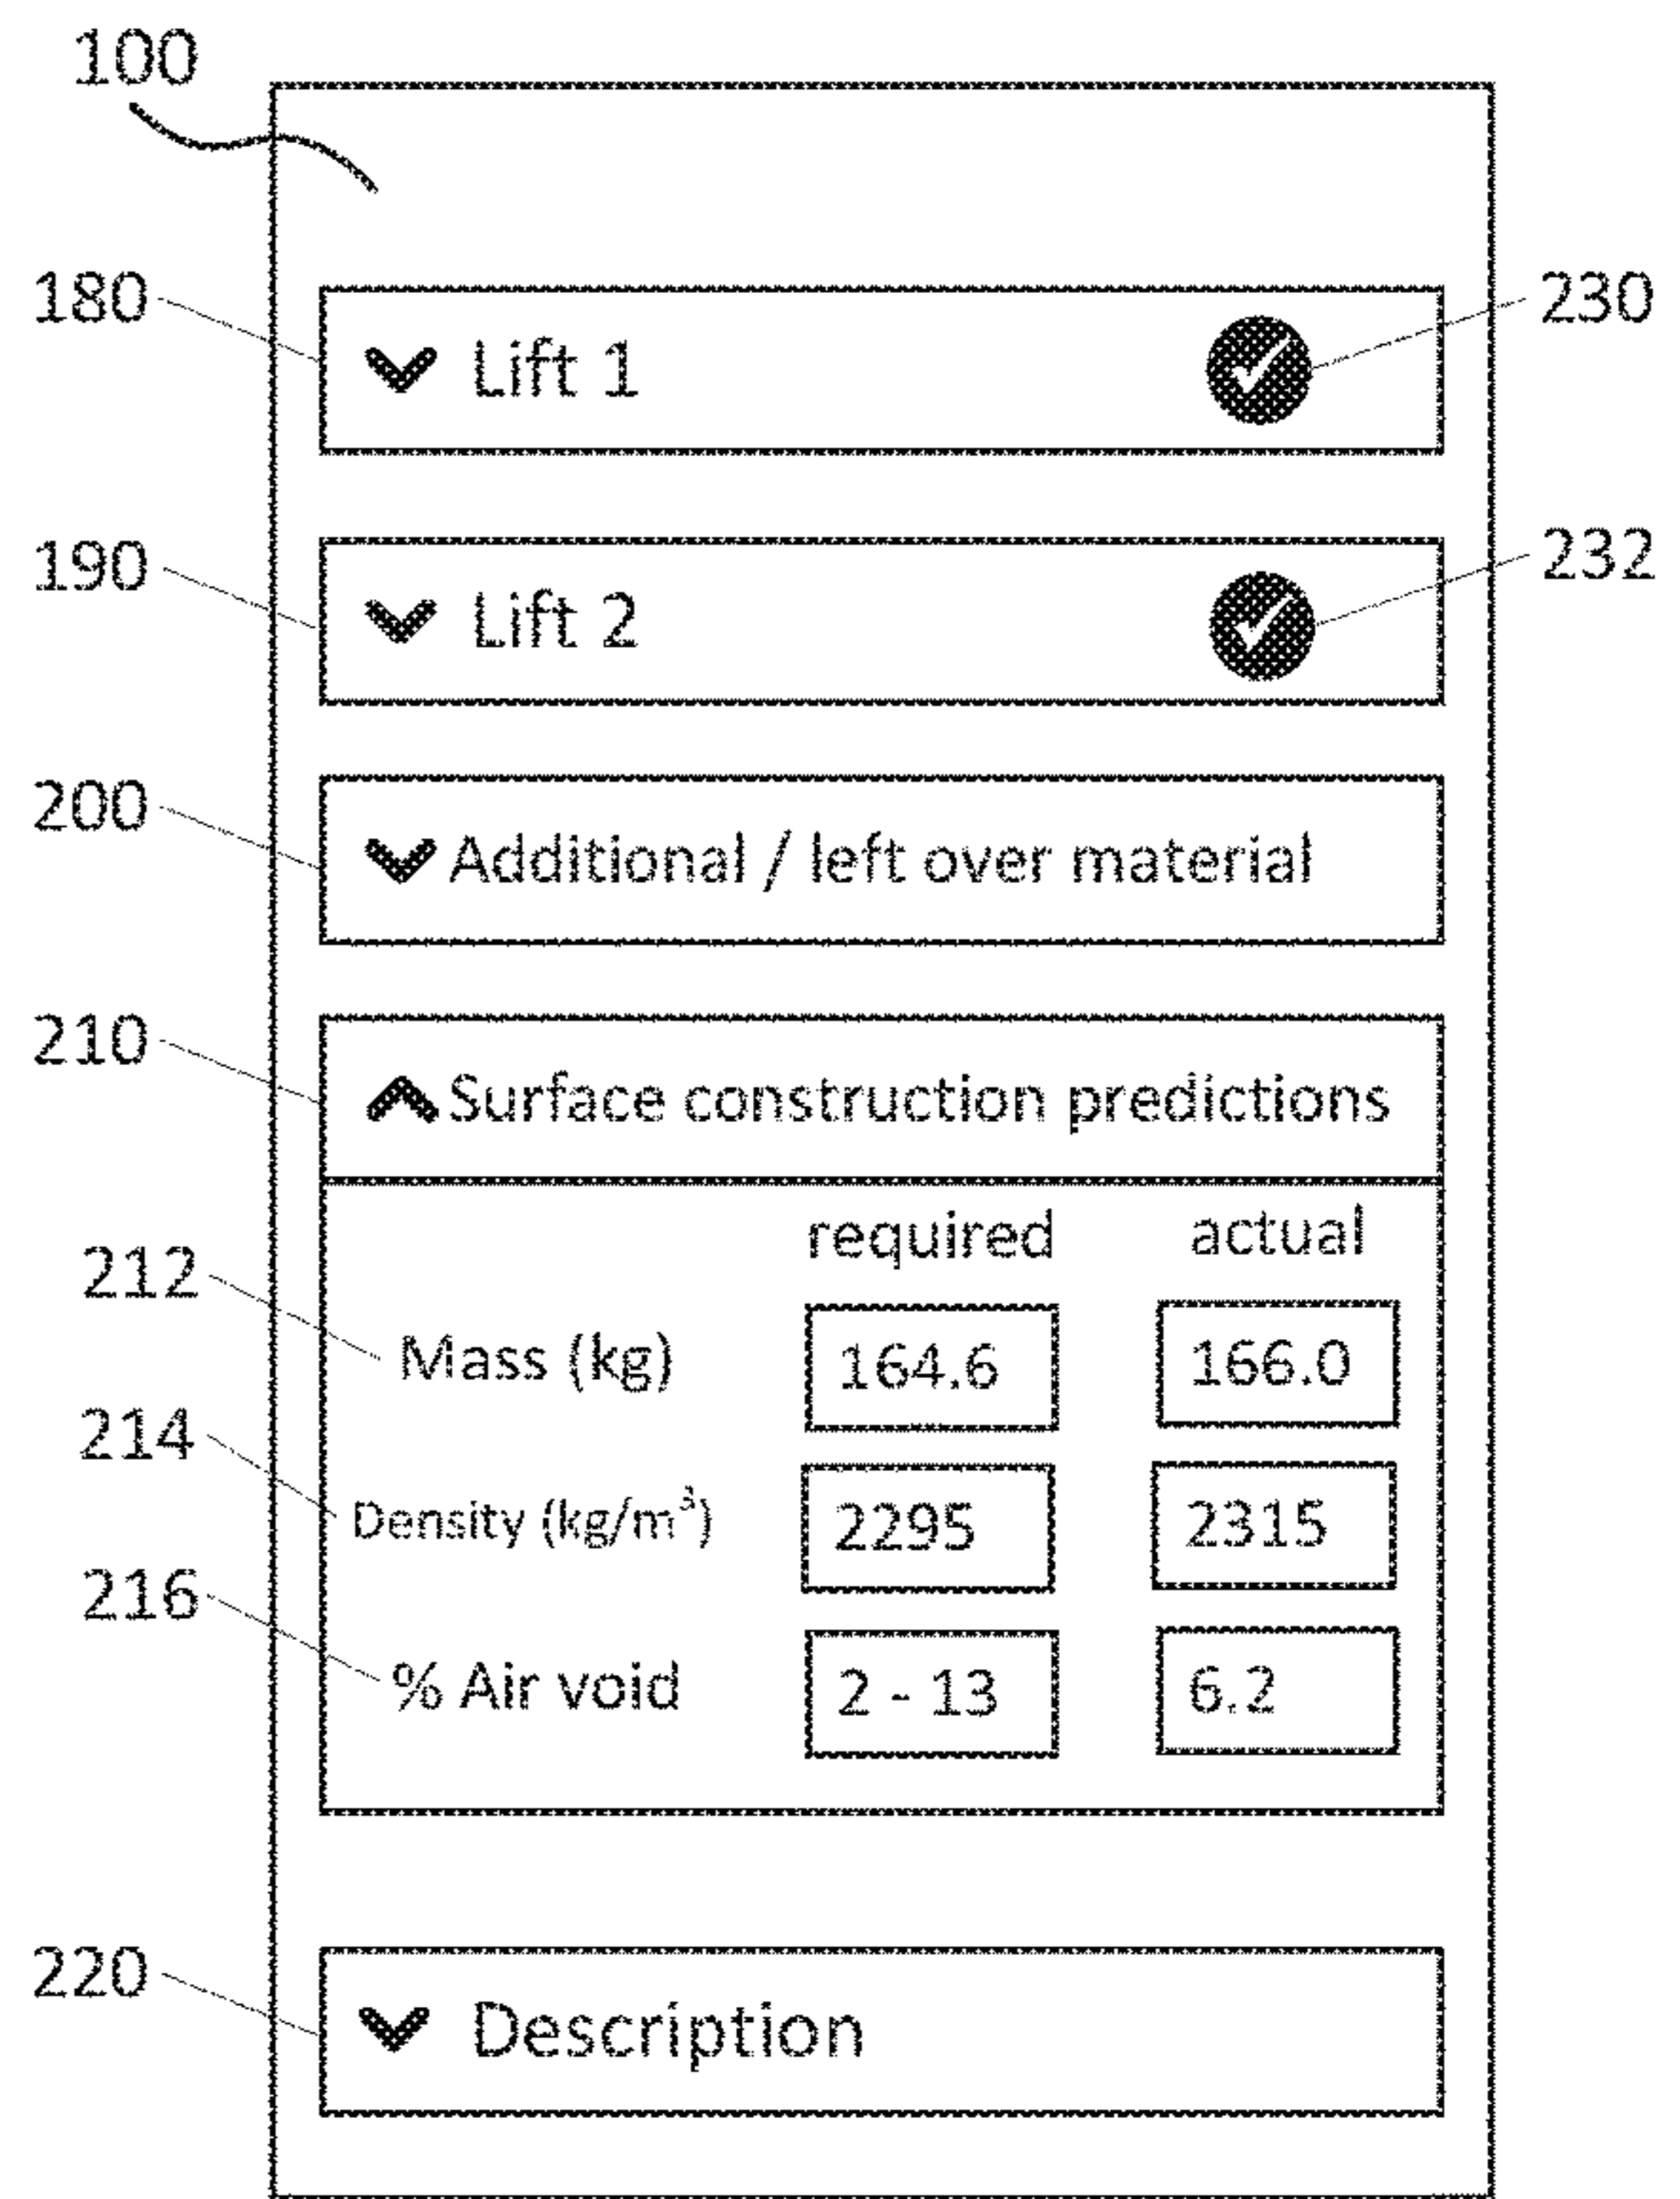 100
180
Lift 1
230
190
Lift 2
232
200
Additional / left over material
210
Surface construction predictions
required actual
212
Mass (kg) 164.6 166.0
214
Density (kg/m³) 2295 2315
216
% Air void 2 - 13 6.2
220
Description